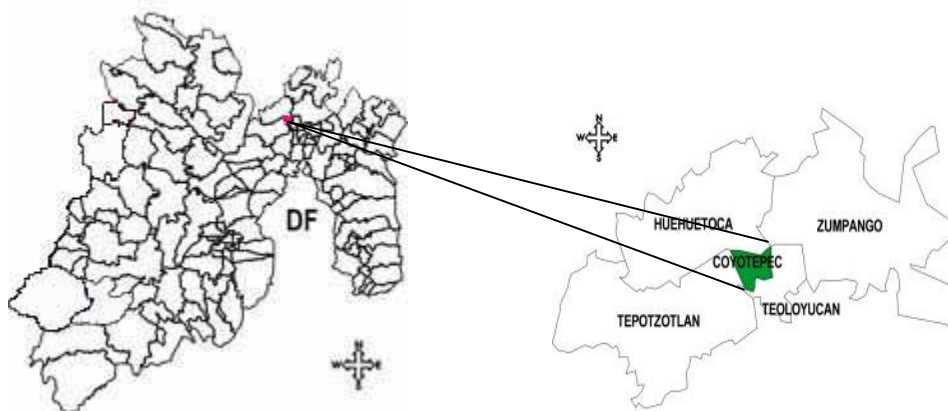 DF
N
W E
S
N
W E
S
HUEHUETOCA
ZUMPANGO
COYOTEPEC
TEOLOYUCAN
TEPOTZOTLAN